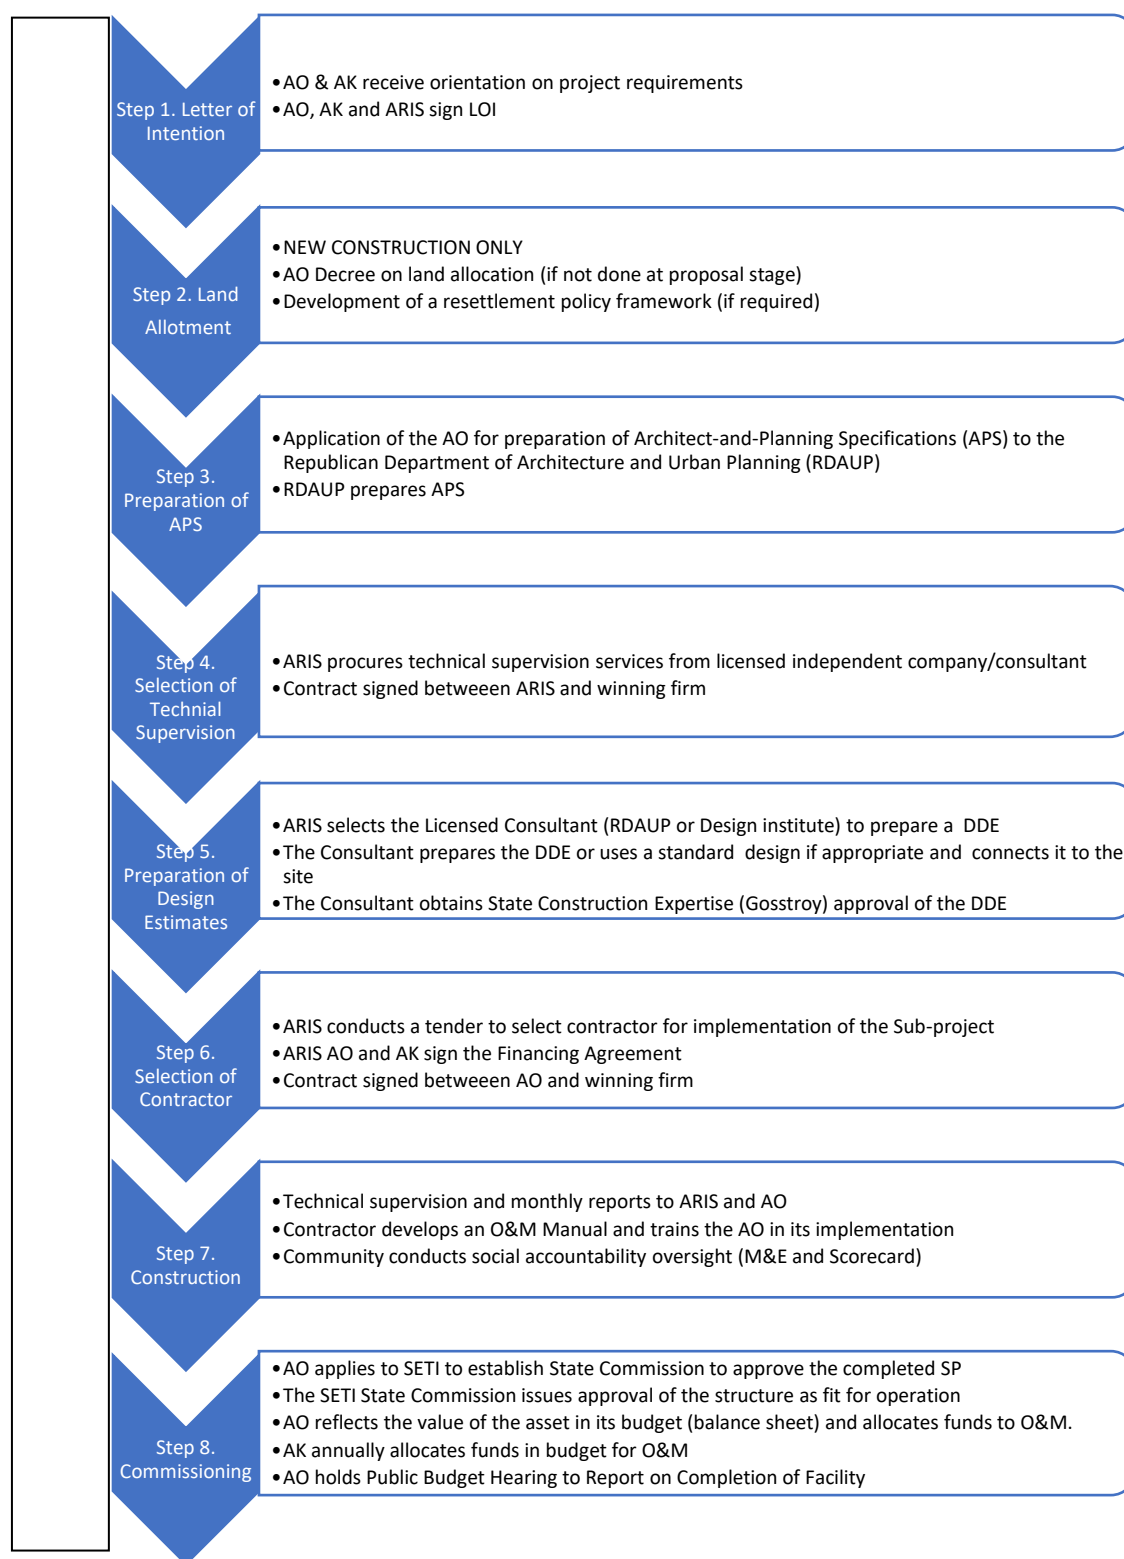 Step 1. Letter of
Intention
•AO & AK receive orientation on project requirements
•AO, AK and ARIS sign LOI
Step 2. Land
Allotment
•NEW CONSTRUCTION ONLY
•AO Decree on land allocation (if not done at proposal stage)
•Development of a resettlement policy framework (if required)
Step 3.
Preparation of
APS
•Application of the AO for preparation of Architect-and-Planning Specifications (APS) to the
Republican Department of Architecture and Urban Planning (RDAUP)
•RDAUP prepares APS
Step 4.
Selection of
Technial
Supervision
•ARIS procures technical supervision services from licensed independent company/consultant
•Contract signed betweeen ARIS and winning firm
Step 5.
Preparation of
Design
Estimates
•ARIS selects the Licensed Consultant (RDAUP or Design institute) to prepare a DDE
•The Consultant prepares the DDE or uses a standard design if appropriate and connects it to the
site
•The Consultant obtains State Construction Expertise (Gosstroy) approval of the DDE
Step 6.
Selection of
Contractor
•ARIS conducts a tender to select contractor for implementation of the Sub-project
•ARIS AO and AK sign the Financing Agreement
•Contract signed betweeen AO and winning firm
Step 7.
Construction
•Technical supervision and monthly reports to ARIS and AO
•Contractor develops an O&M Manual and trains the AO in its implementation
•Community conducts social accountability oversight (M&E and Scorecard)
Step 8.
Commissioning
•AO applies to SETI to establish State Commission to approve the completed SP
•The SETI State Commission issues approval of the structure as fit for operation
•AO reflects the value of the asset in its budget (balance sheet) and allocates funds to O&M.
•AK annually allocates funds in budget for O&M
•AO holds Public Budget Hearing to Report on Completion of Facility